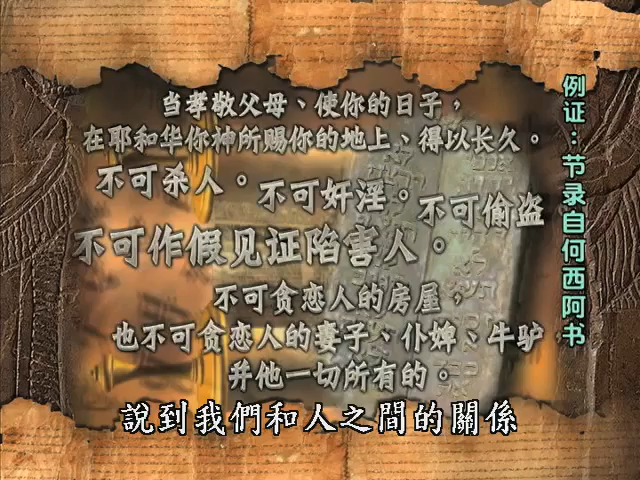 当孝敬父母、使你的日子，
在耶和华你神所赐你的地上、得以长久。
不可杀人。不可奸淫。不可偷盗
不可作假见证陷害人。
不可贪恋人的房屋，
也不可贪恋人的妻子、仆婢、牛驴，
并他一切所有的。
例证：节录自何西阿书
說到我們和人之間的關係